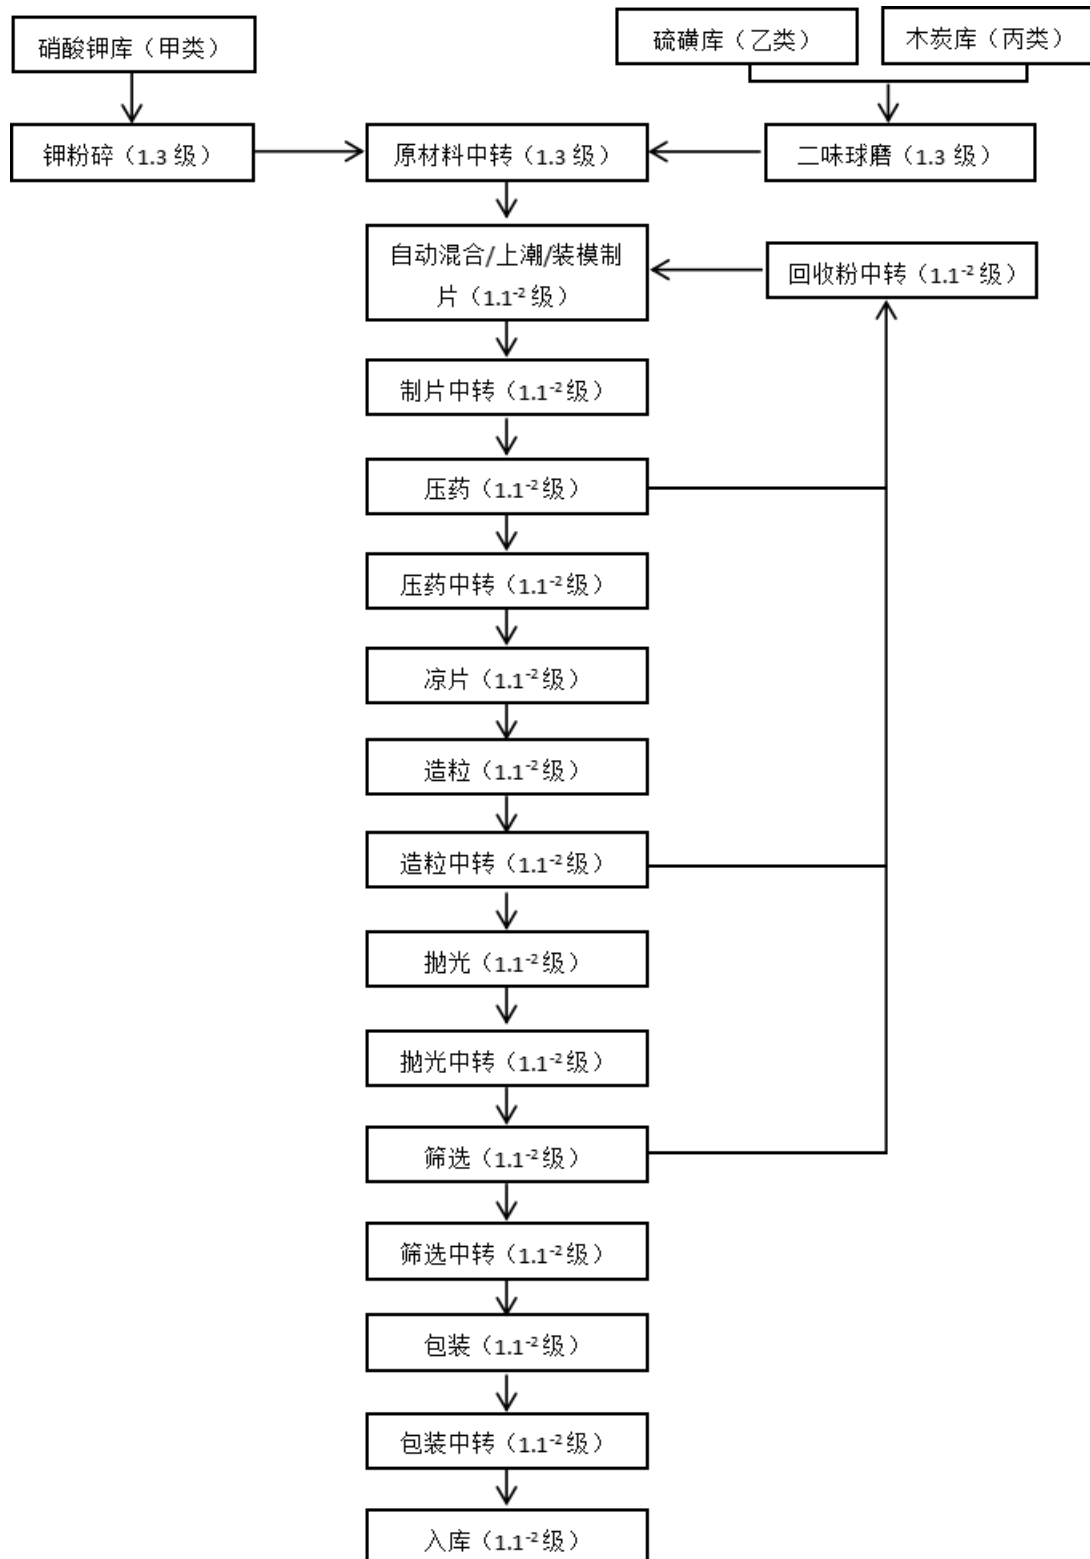 硝酸钾库（甲类）
硫磺库（乙类）
木炭库（丙类）
钾粉碎（1.3 级）
原材料中转（1.3 级）
二味球磨（1.3 级）
自动混合/上潮/装模制
片（1.1⁻² 级）
回收粉中转（1.1⁻² 级）
制片中转（1.1⁻² 级）
压药（1.1⁻² 级）
压药中转（1.1⁻² 级）
凉片（1.1⁻² 级）
造粒（1.1⁻² 级）
造粒中转（1.1⁻² 级）
抛光（1.1⁻² 级）
抛光中转（1.1⁻² 级）
筛选（1.1⁻² 级）
筛选中转（1.1⁻² 级）
包装（1.1⁻² 级）
包装中转（1.1⁻² 级）
入库（1.1⁻² 级）